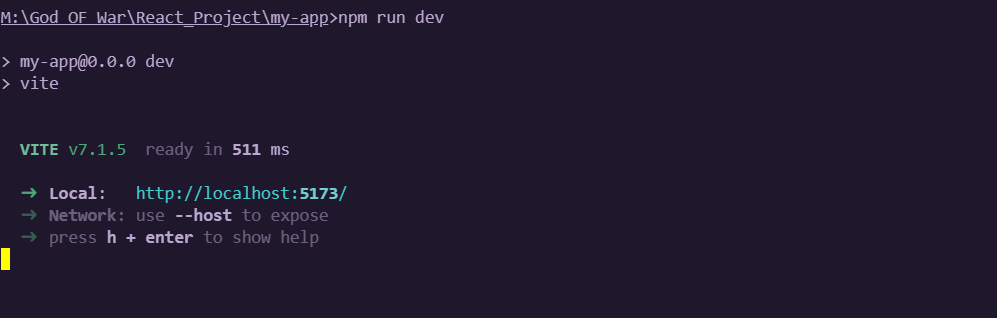 M:\God OF War\React_Project\my-app>npm run dev
> my-app@0.0.0 dev
> vite
VITE v7.1.5 ready in 511 ms
➜ Local: http://localhost:5173/
➜ Network: use --host to expose
➜ press h + enter to show help